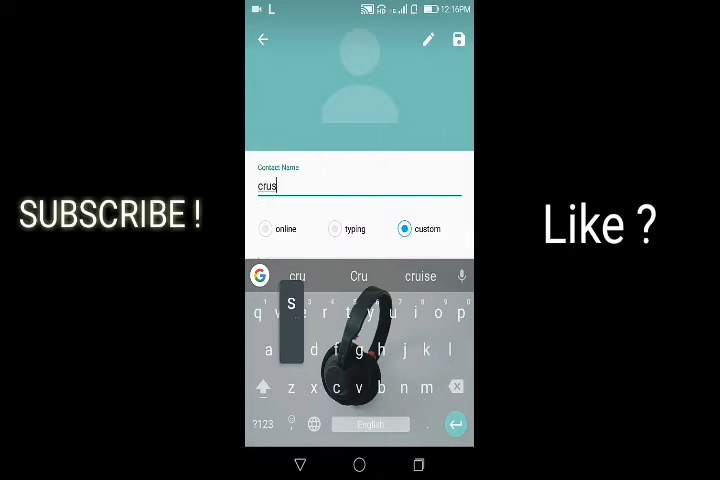 L
12:16PM
Contact Name
crus
SUBSCRIBE !
Like ?
online
typing
custom
G
cru
Cru
cruise
S
q w e r t y u i o p
a d f g h j k l
z x c v b n m
?123
,
English
.